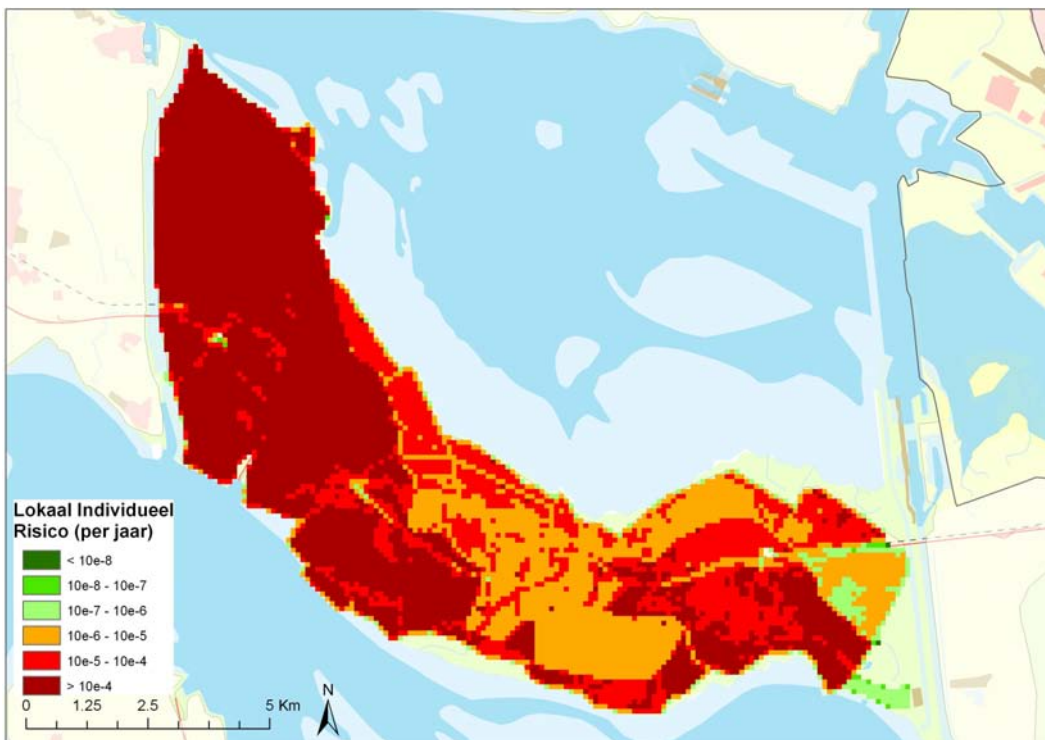 Lokaal Individueel
Risico (per jaar)
< 10e-8
10e-8 - 10e-7
10e-7 - 10e-6
10e-6 - 10e-5
10e-5 - 10e-4
> 10e-4
0 1.25 2.5 5 Km
N